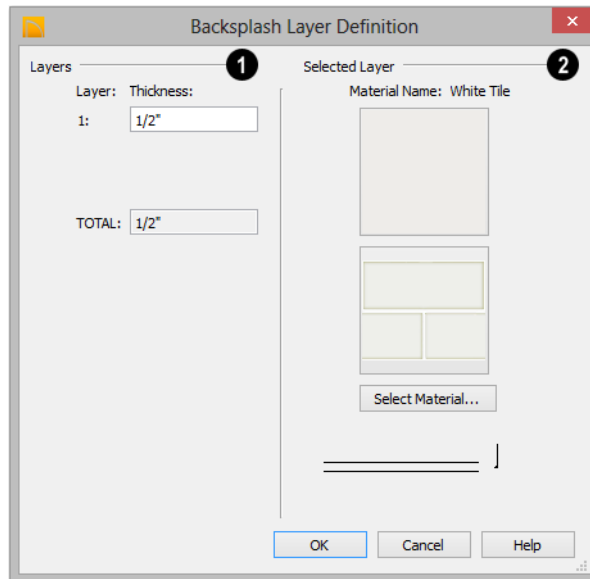 Backsplash Layer Definition
Layers 1
Selected Layer 2
Layer: Thickness:
1: 1/2"
TOTAL: 1/2"
Material Name: White Tile
Select Material...
OK Cancel Help